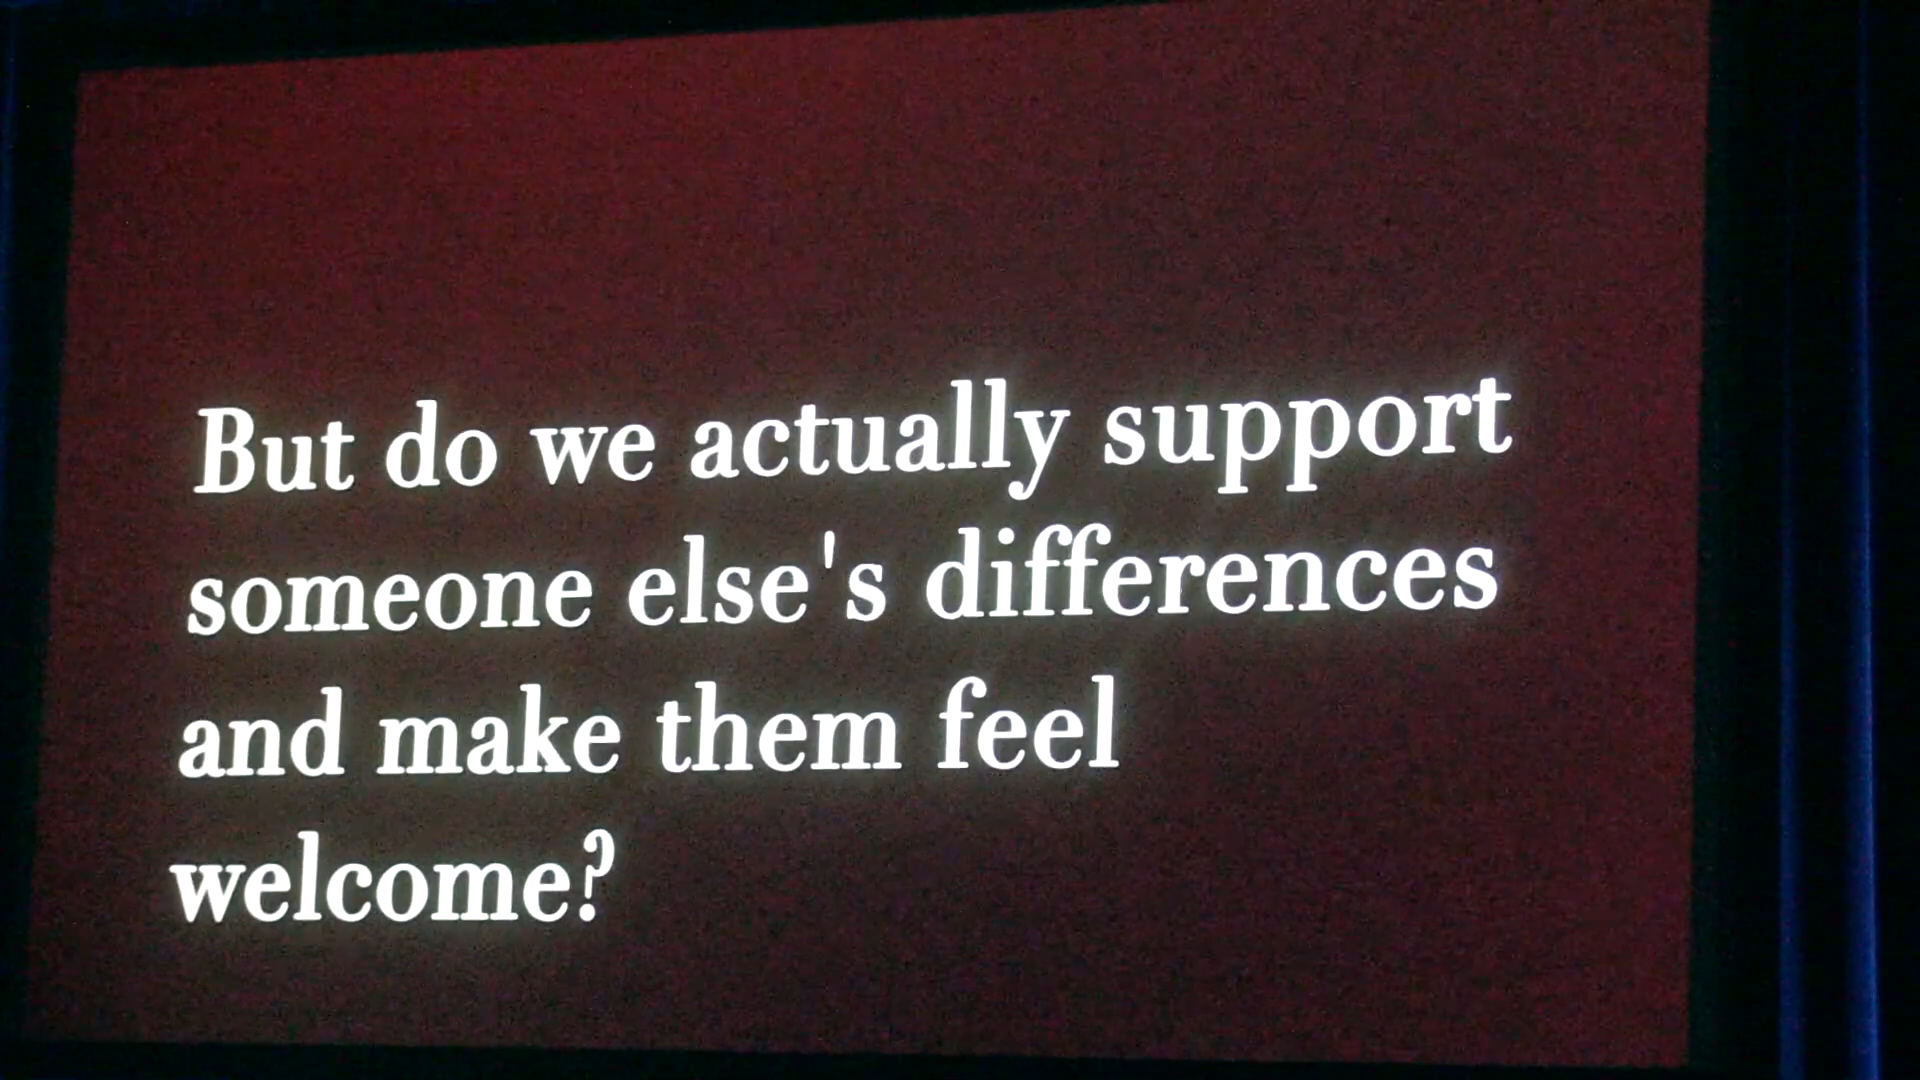 But do we actually support
someone else's differences
and make them feel
welcome?